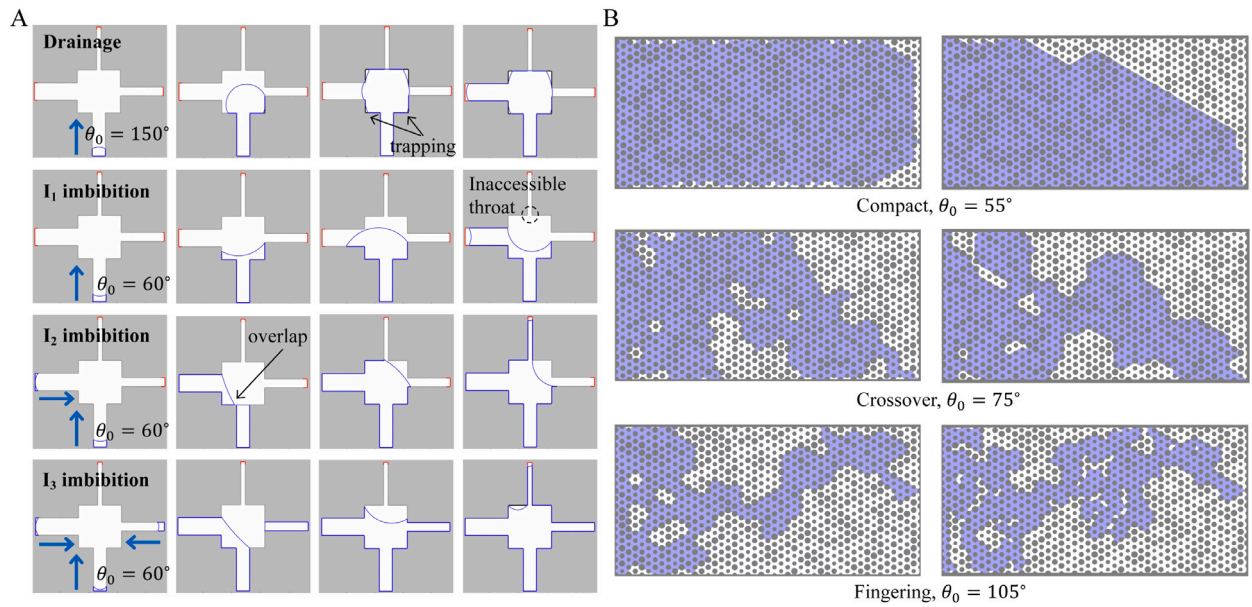 A
Drainage
θ₀ = 150°
trapping
I₁ imbibition
θ₀ = 60°
Inaccessible
throat
I₂ imbibition
θ₀ = 60°
overlap
I₃ imbibition
θ₀ = 60°
B
Compact, θ₀ = 55°
Crossover, θ₀ = 75°
Fingering, θ₀ = 105°